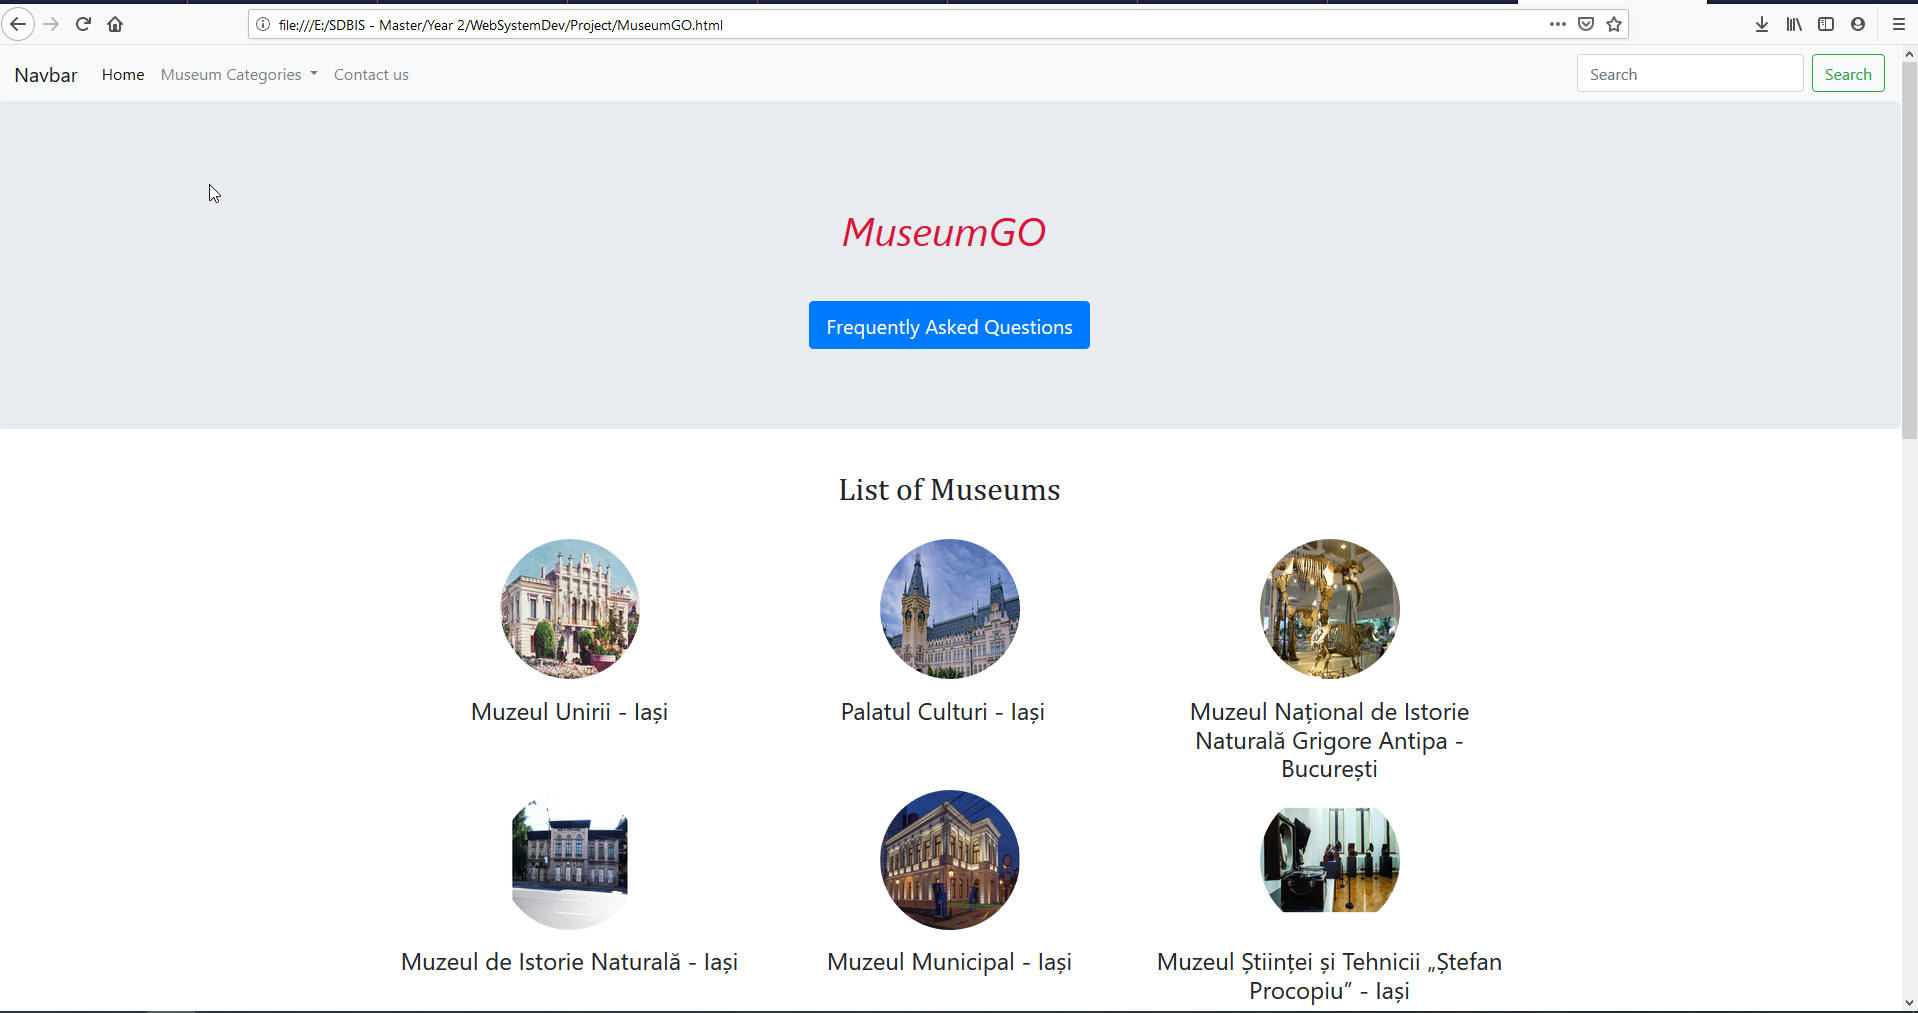 file:///E:/SDBIS - Master/Year 2/WebSystemDev/Project/MuseumGO.html
Navbar Home Museum Categories Contact us Search Search
MuseumGO
Frequently Asked Questions
List of Museums
Muzeul Unirii - Iași
Palatul Culturi - Iași
Muzeul Național de Istorie
Naturală Grigore Antipa -
București
Muzeul de Istorie Naturală - Iași
Muzeul Municipal - Iași
Muzeul Științei și Tehnicii „Ștefan
Procopiu” - Iași